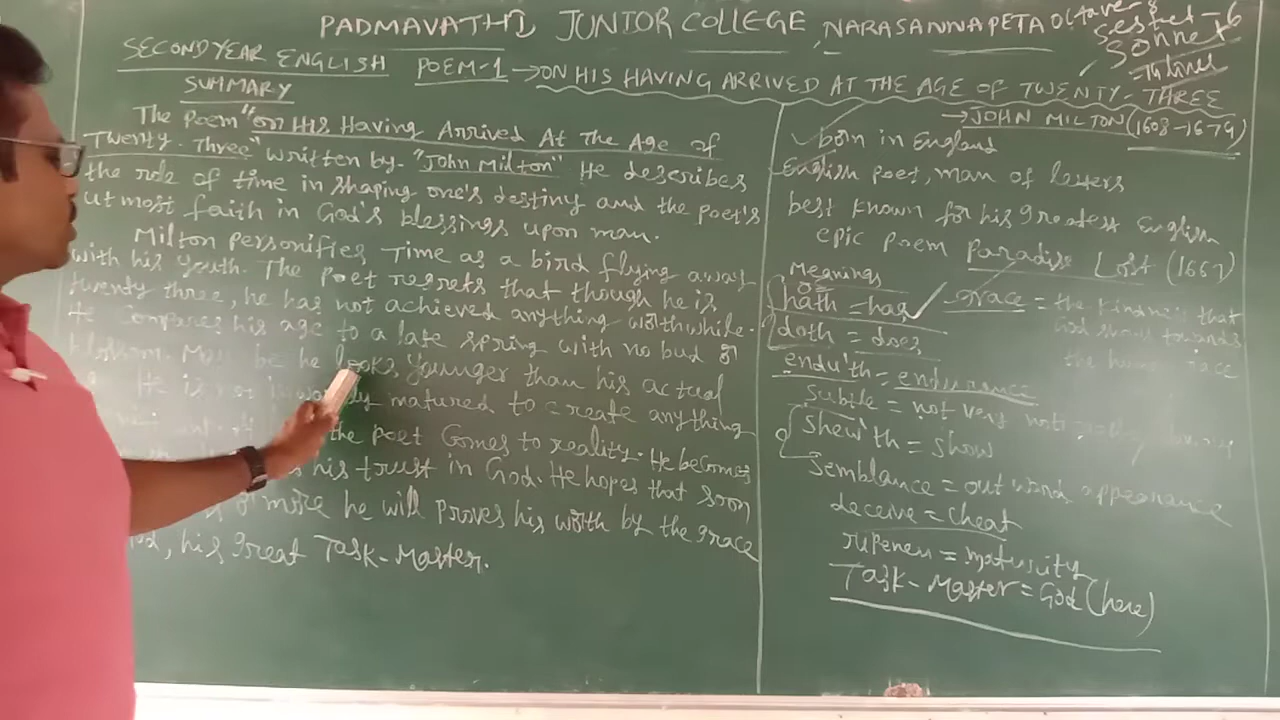 PADMAVATHI JUNIOR COLLEGE, NARASANNAPETA
octave-8
sestet-6
Sonnet
-14 lines
SECOND YEAR ENGLISH POEM-1 → ON HIS HAVING ARRIVED AT THE AGE OF TWENTY-THREE
→ JOHN MILTON (1608-1674)
SUMMARY
The Poem "on His Having Arrived At the Age of
Twenty-Three" written by "John Milton" He describes
the role of time in shaping one's destiny and the poet's
utmost faith in God's blessings upon man.
Milton personifies Time as a bird flying away
with his youth. The poet regrets that though he is
twenty three, he has not achieved anything worthwhile.
compares his age to a late spring with no bud or
blossom. May be he looks younger than his actual
He is not matured to create anything
the poet comes to reality. He becomes
his trust in God. He hopes that soon
or more he will proves his worth by the grace
his great Task-Master.
born in England
English poet, man of letters
best known for his greatest English
epic poem Paradise Lost (1667)
Meanings
hath = has
doth = does
endu'th = endurance
subtle = not very
shew'th = show
Semblance = outward appearance
deceive = cheat
ripeness = maturity
Task-Master = God (here)
grace = the kindness that
God shows towards
the human race